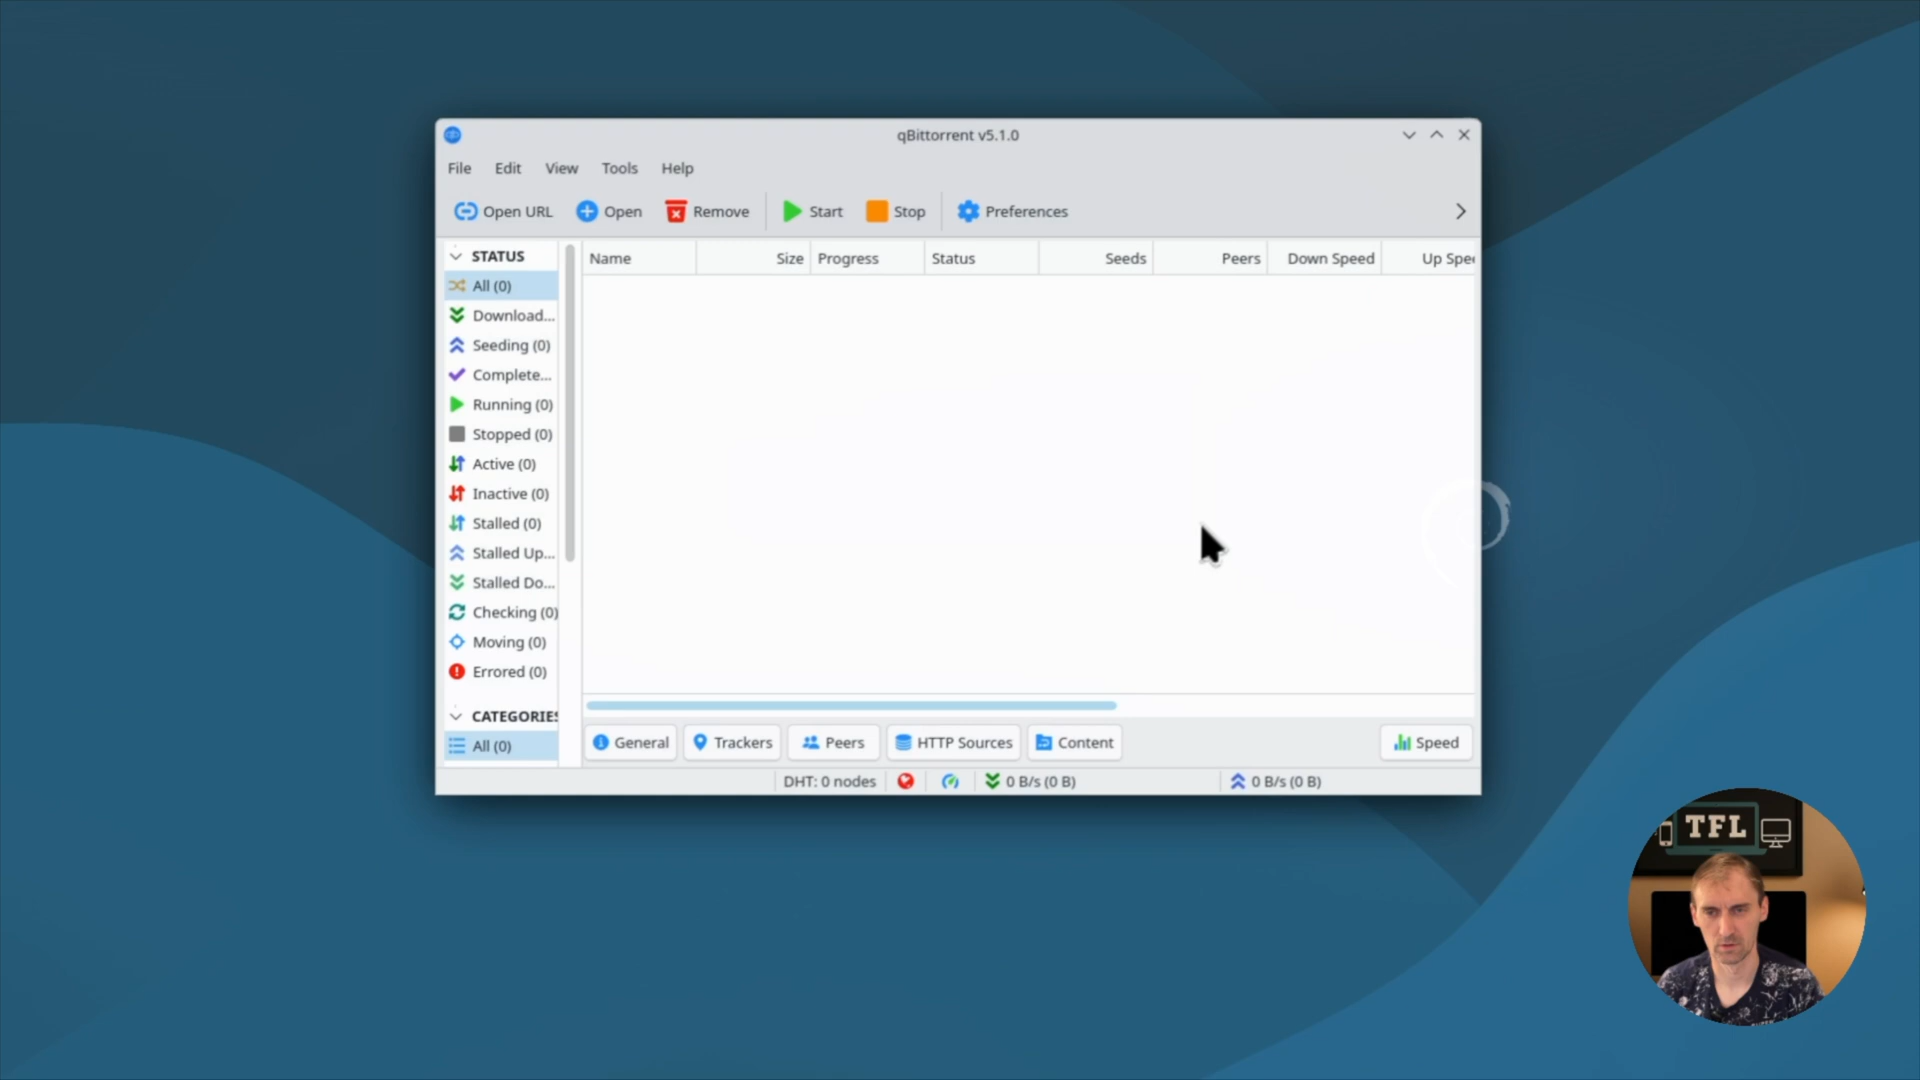 qBittorrent v5.1.0
File Edit View Tools Help
Open URL Open Remove Start Stop Preferences
STATUS
All (0)
Download...
Seeding (0)
Complete...
Running (0)
Stopped (0)
Active (0)
Inactive (0)
Stalled (0)
Stalled Up...
Stalled Do...
Checking (0)
Moving (0)
Errored (0)
CATEGORIES
All (0)
Name Size Progress Status Seeds Peers Down Speed Up Spee
General Trackers Peers HTTP Sources Content Speed
DHT: 0 nodes 0 B/s (0 B) 0 B/s (0 B)
TFL